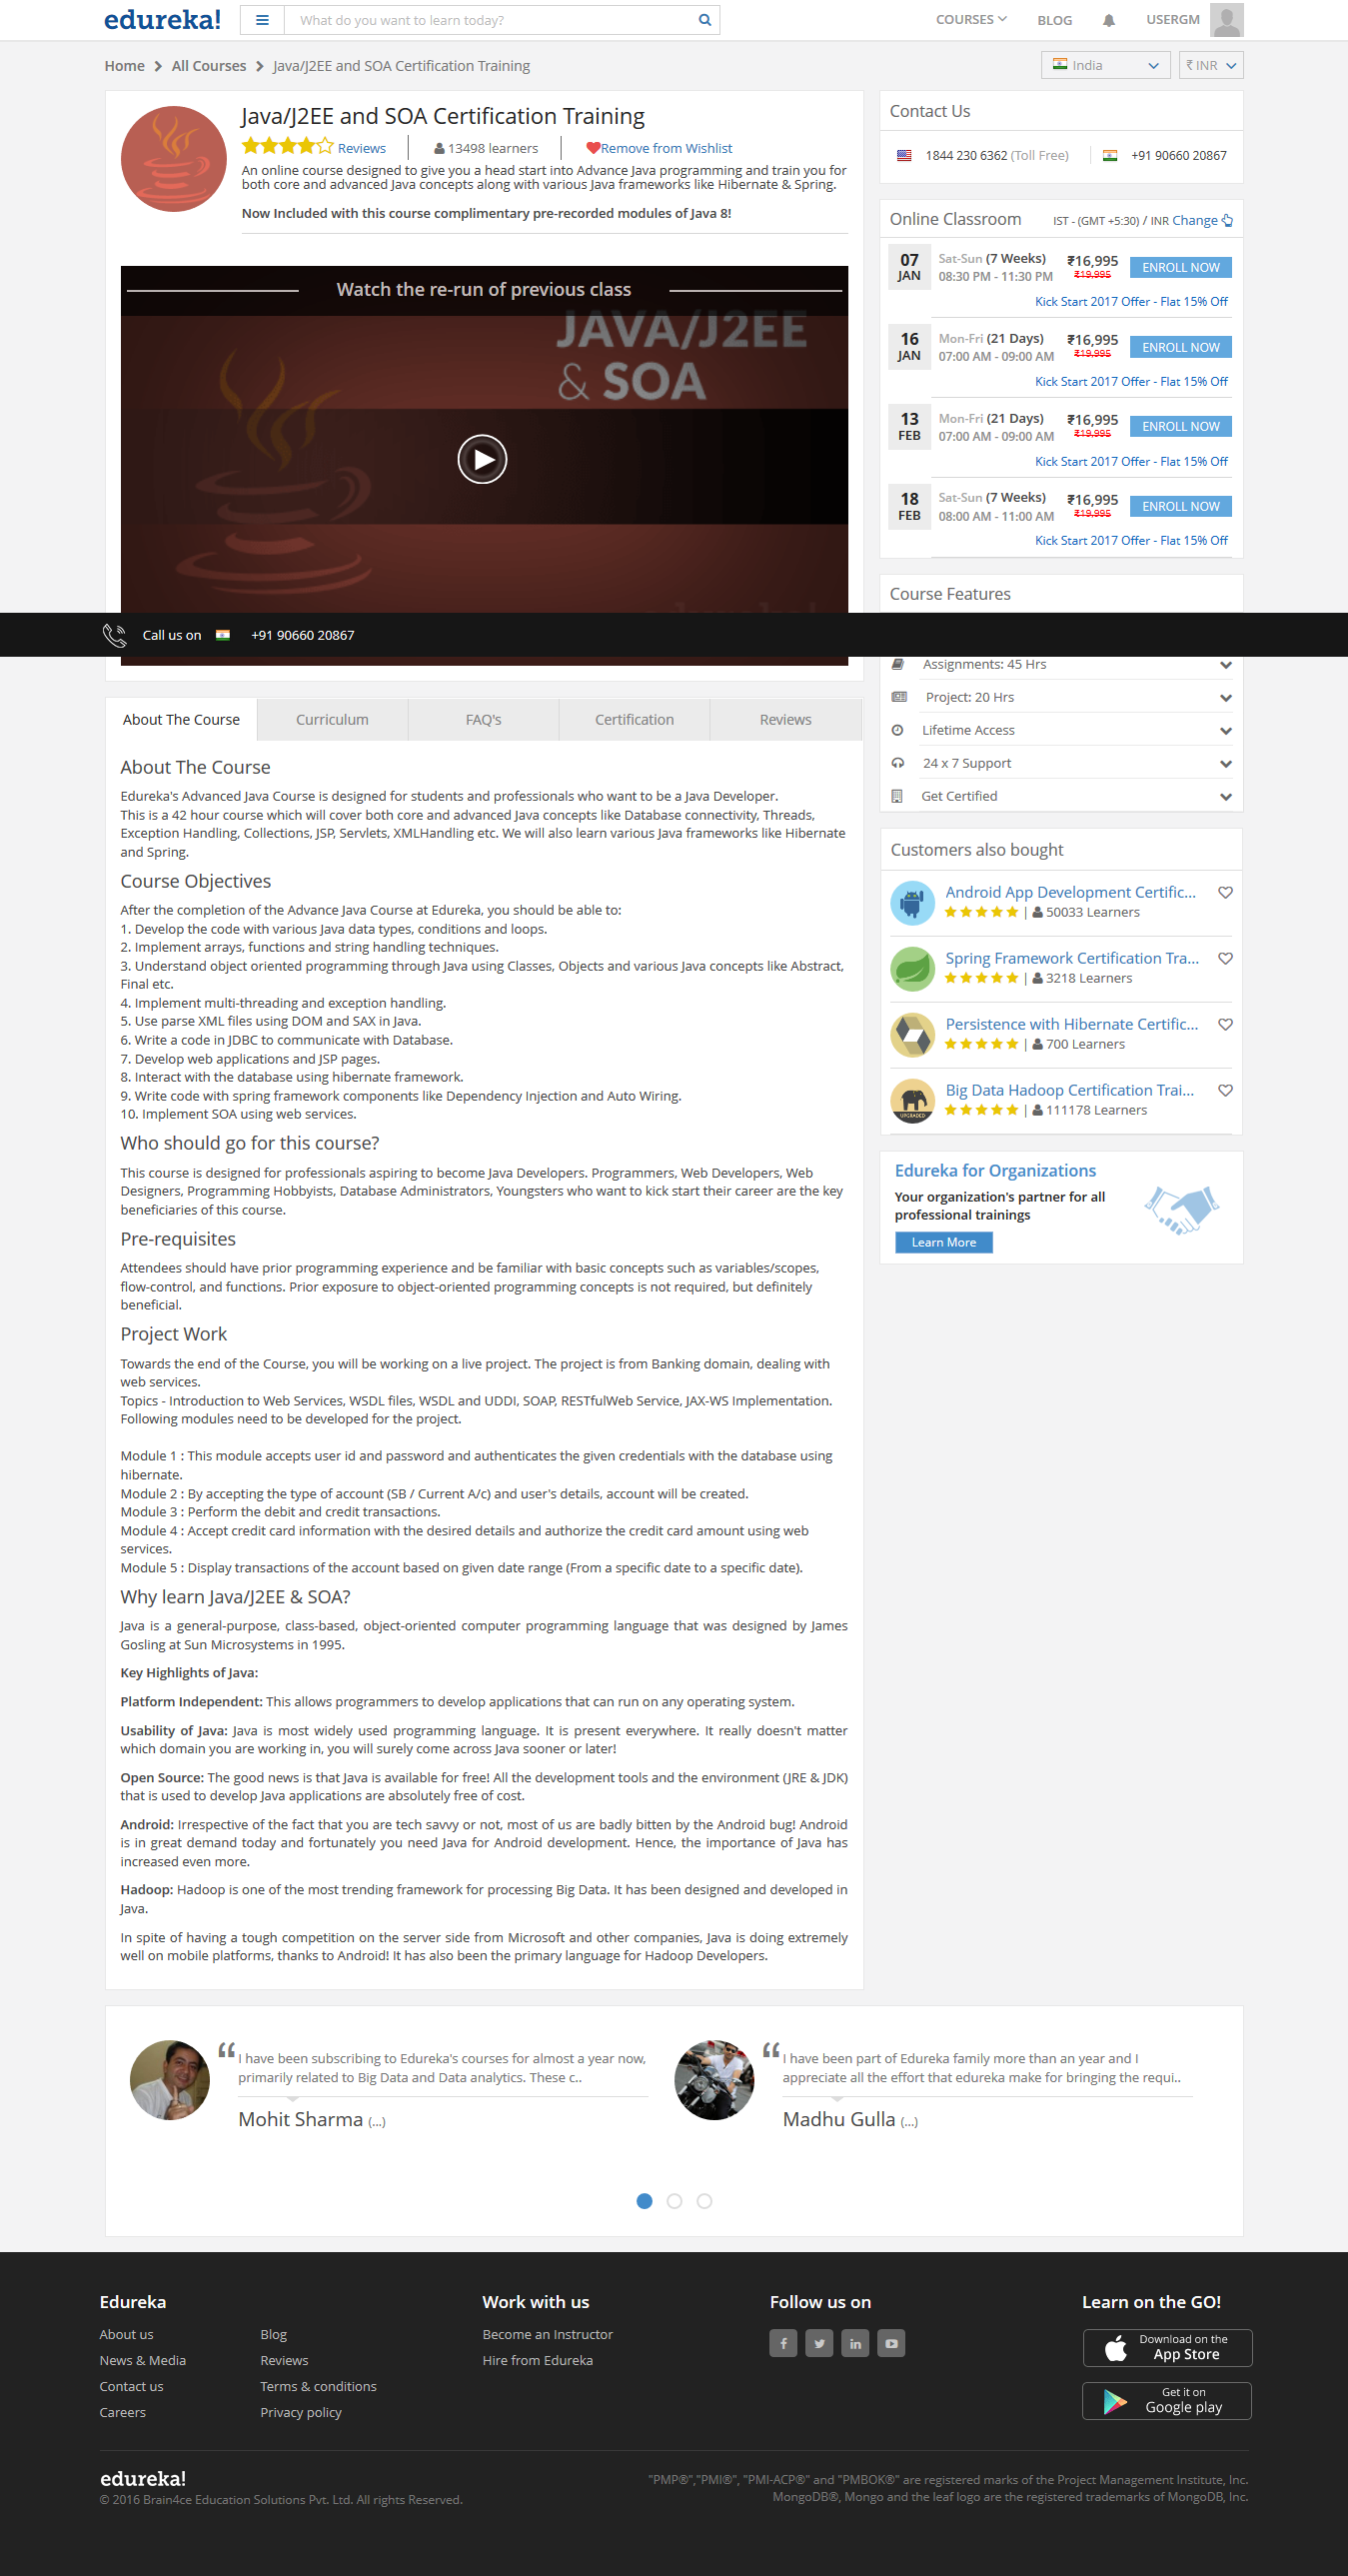 edureka!
What do you want to learn today?
COURSES
BLOG
USERGM
Home
All Courses
Java/J2EE and SOA Certification Training
India
₹ INR
Java/J2EE and SOA Certification Training
Reviews
13498 learners
Remove from Wishlist
An online course designed to give you a head start into Advance Java programming and train you for
both core and advanced Java concepts along with various Java frameworks like Hibernate & Spring.
Now Included with this course complimentary pre-recorded modules of Java 8!
Watch the re-run of previous class
JAVA/J2EE
& SOA
Contact Us
1844 230 6362 (Toll Free)
+91 90660 20867
Online Classroom
IST - (GMT +5:30) / INR Change
07 JAN
Sat-Sun (7 Weeks)
08:30 PM - 11:30 PM
₹16,995
₹19,995
ENROLL NOW
Kick Start 2017 Offer - Flat 15% Off
16 JAN
Mon-Fri (21 Days)
07:00 AM - 09:00 AM
₹16,995
₹19,995
ENROLL NOW
Kick Start 2017 Offer - Flat 15% Off
13 FEB
Mon-Fri (21 Days)
07:00 AM - 09:00 AM
₹16,995
₹19,995
ENROLL NOW
Kick Start 2017 Offer - Flat 15% Off
18 FEB
Sat-Sun (7 Weeks)
08:00 AM - 11:00 AM
₹16,995
₹19,995
ENROLL NOW
Kick Start 2017 Offer - Flat 15% Off
Course Features
Call us on
+91 90660 20867
Assignments: 45 Hrs
Project: 20 Hrs
Lifetime Access
24 x 7 Support
Get Certified
About The Course
Curriculum
FAQ's
Certification
Reviews
About The Course
Edureka's Advanced Java Course is designed for students and professionals who want to be a Java Developer.
This is a 42 hour course which will cover both core and advanced Java concepts like Database connectivity, Threads,
Exception Handling, Collections, JSP, Servlets, XMLHandling etc. We will also learn various Java frameworks like Hibernate
and Spring.
Course Objectives
After the completion of the Advance Java Course at Edureka, you should be able to:
1. Develop the code with various Java data types, conditions and loops.
2. Implement arrays, functions and string handling techniques.
3. Understand object oriented programming through Java using Classes, Objects and various Java concepts like Abstract,
Final etc.
4. Implement multi-threading and exception handling.
5. Use parse XML files using DOM and SAX in Java.
6. Write a code in JDBC to communicate with Database.
7. Develop web applications and JSP pages.
8. Interact with the database using hibernate framework.
9. Write code with spring framework components like Dependency Injection and Auto Wiring.
10. Implement SOA using web services.
Who should go for this course?
This course is designed for professionals aspiring to become Java Developers. Programmers, Web Developers, Web
Designers, Programming Hobbyists, Database Administrators, Youngsters who want to kick start their career are the key
beneficiaries of this course.
Pre-requisites
Attendees should have prior programming experience and be familiar with basic concepts such as variables/scopes,
flow-control, and functions. Prior exposure to object-oriented programming concepts is not required, but definitely
beneficial.
Project Work
Towards the end of the Course, you will be working on a live project. The project is from Banking domain, dealing with
web services.
Topics - Introduction to Web Services, WSDL files, WSDL and UDDI, SOAP, RESTfulWeb Service, JAX-WS Implementation.
Following modules need to be developed for the project.
Module 1 : This module accepts user id and password and authenticates the given credentials with the database using
hibernate.
Module 2 : By accepting the type of account (SB / Current A/c) and user's details, account will be created.
Module 3 : Perform the debit and credit transactions.
Module 4 : Accept credit card information with the desired details and authorize the credit card amount using web
services.
Module 5 : Display transactions of the account based on given date range (From a specific date to a specific date).
Why learn Java/J2EE & SOA?
Java is a general-purpose, class-based, object-oriented computer programming language that was designed by James
Gosling at Sun Microsystems in 1995.
Key Highlights of Java:
Platform Independent: This allows programmers to develop applications that can run on any operating system.
Usability of Java: Java is most widely used programming language. It is present everywhere. It really doesn't matter
which domain you are working in, you will surely come across Java sooner or later!
Open Source: The good news is that Java is available for free! All the development tools and the environment (JRE & JDK)
that is used to develop Java applications are absolutely free of cost.
Android: Irrespective of the fact that you are tech savvy or not, most of us are badly bitten by the Android bug! Android
is in great demand today and fortunately you need Java for Android development. Hence, the importance of Java has
increased even more.
Hadoop: Hadoop is one of the most trending framework for processing Big Data. It has been designed and developed in
Java.
In spite of having a tough competition on the server side from Microsoft and other companies, Java is doing extremely
well on mobile platforms, thanks to Android! It has also been the primary language for Hadoop Developers.
Customers also bought
Android App Development Certific...
| 50033 Learners
Spring Framework Certification Tra...
| 3218 Learners
Persistence with Hibernate Certific...
| 700 Learners
Big Data Hadoop Certification Trai...
| 111178 Learners
UPGRADED
Edureka for Organizations
Your organization's partner for all
professional trainings
Learn More
“I have been subscribing to Edureka's courses for almost a year now,
primarily related to Big Data and Data analytics. These c..
Mohit Sharma (...)
“I have been part of Edureka family more than an year and I
appreciate all the effort that edureka make for bringing the requi..
Madhu Gulla (...)
Edureka
About us
News & Media
Contact us
Careers
Blog
Reviews
Terms & conditions
Privacy policy
Work with us
Become an Instructor
Hire from Edureka
Follow us on
Learn on the GO!
Download on the
App Store
Get it on
Google play
edureka!
© 2016 Brain4ce Education Solutions Pvt. Ltd. All rights Reserved.
"PMP®","PMI®", "PMI-ACP®" and "PMBOK®" are registered marks of the Project Management Institute, Inc.
MongoDB®, Mongo and the leaf logo are the registered trademarks of MongoDB, Inc.